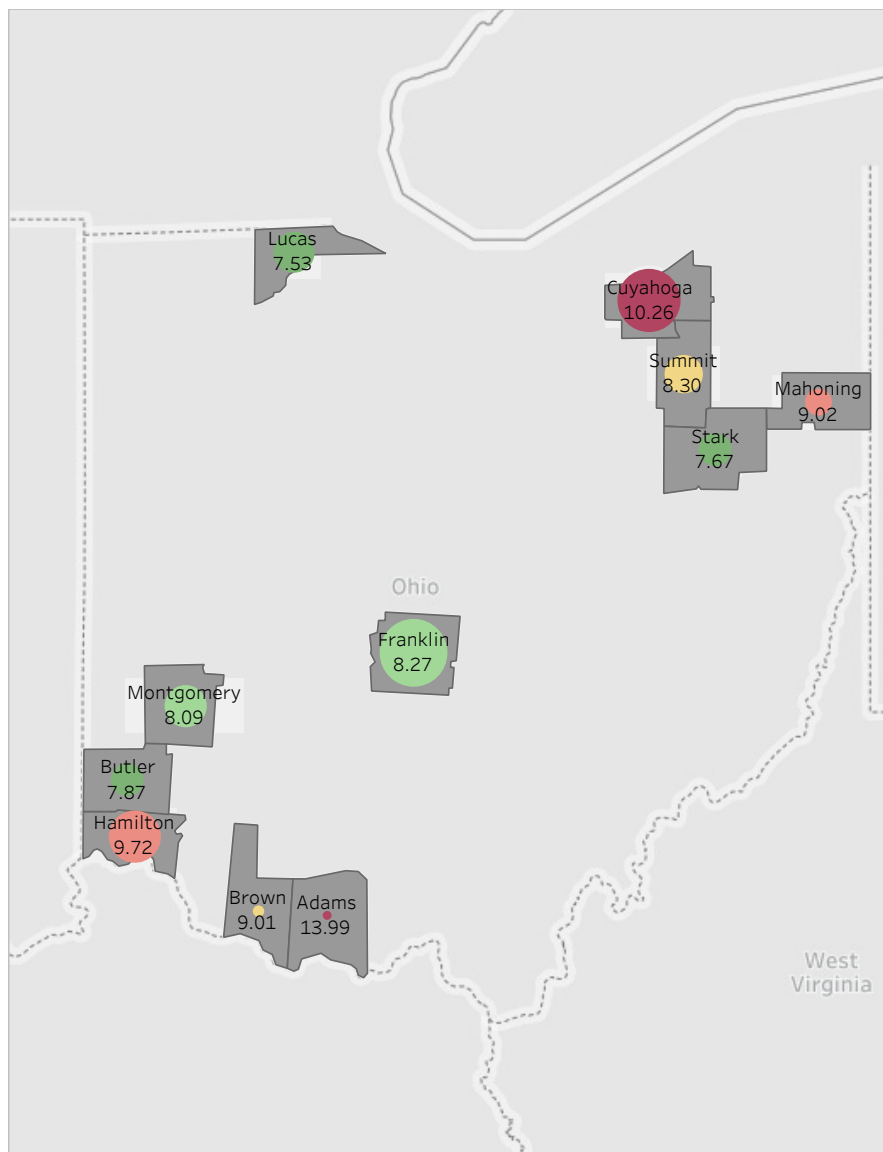 Lucas
7.53
Cuyahoga
10.26
Summit
8.30
Mahoning
9.02
Stark
7.67
Ohio
Franklin
8.27
Montgomery
8.09
Butler
7.87
Hamilton
9.72
Brown
9.01
Adams
13.99
West
Virginia